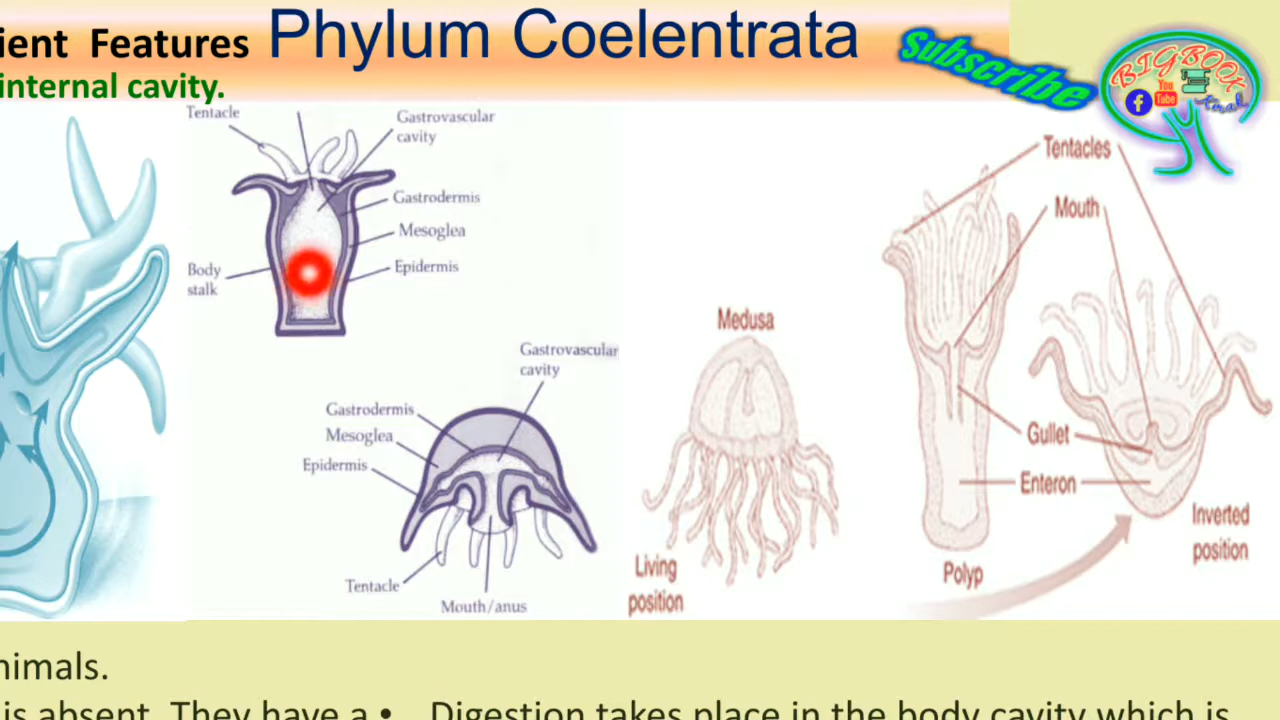 ient Features Phylum Coelentrata
internal cavity.
Subscribe
BIGBOOK
You
Tube
Tentacle
Gastrovascular
cavity
Gastrodermis
Mesoglea
Epidermis
Body
stalk
Gastrovascular
cavity
Gastrodermis
Mesoglea
Epidermis
Tentacle
Mouth/anus
Medusa
Living
position
Tentacles
Mouth
Gullet
Enteron
Polyp
Inverted
position
nimals.
is absent. They have a • Digestion takes place in the body cavity which is